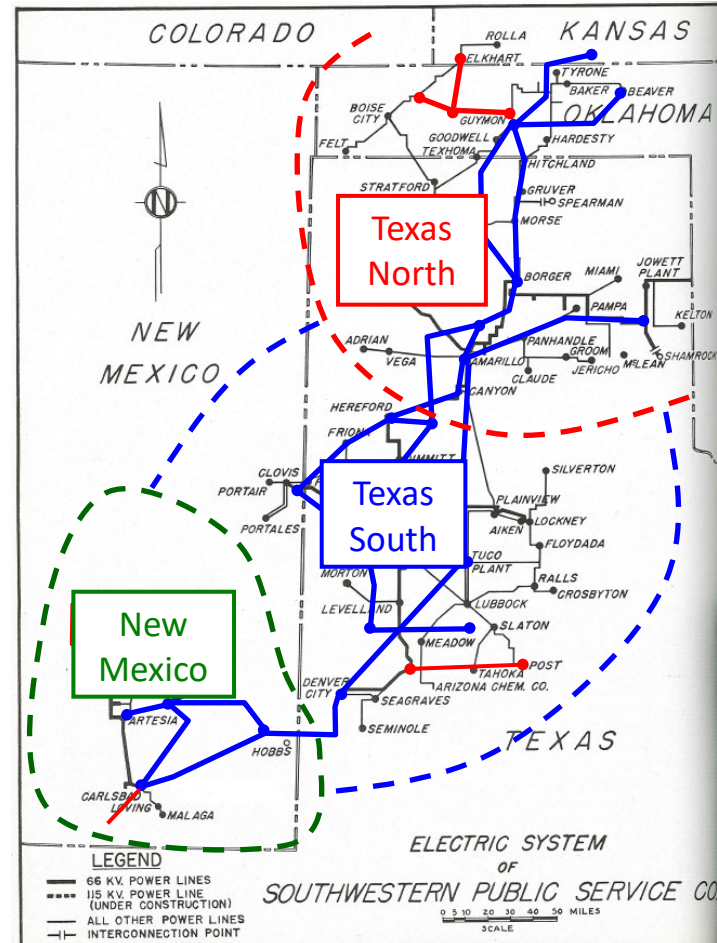 COLORADO
KANSAS
ROLLA
ELKHART
TYRONE
BAKER
BEAVER
BOISE
CITY
GUYMON
OKLAHOMA
GOODWELL
HARDESTY
FELT
TEXHOMA
HITCHLAND
STRATFORD
GRUVER
SPEARMAN
N
Texas
North
MORSE
BORGER
MIAMI
JOWETT
PLANT
PAMPA
KELTON
NEW
MEXICO
ADRIAN
VEGA
AMARILLO
PANHANDLE
GROOM
CLAUDE
JERICHO
McLEAN
SHAMROCK
CANYON
HEREFORD
FRIONA
CLOVIS
PORTAIR
PORTALES
Texas
South
SILVERTON
PLAINVIEW
AIKEN
LOCKNEY
FLOYDADA
TUCO
PLANT
MORTON
RALLS
CROSBYTON
LEVELLAND
LUBBOCK
New
Mexico
SLATON
MEADOW
POST
TAHOKA
ARIZONA CHEM. CO.
DENVER
CITY
SEAGRAVES
SEMINOLE
ARTESIA
HOBBS
TEXAS
CARLSBAD
LOVING
MALAGA
ELECTRIC SYSTEM
OF
SOUTHWESTERN PUBLIC SERVICE CO.
0 5 10 20 30 40 50 MILES
SCALE
LEGEND
66 KV. POWER LINES
115 KV. POWER LINE
(UNDER CONSTRUCTION)
ALL OTHER POWER LINES
INTERCONNECTION POINT